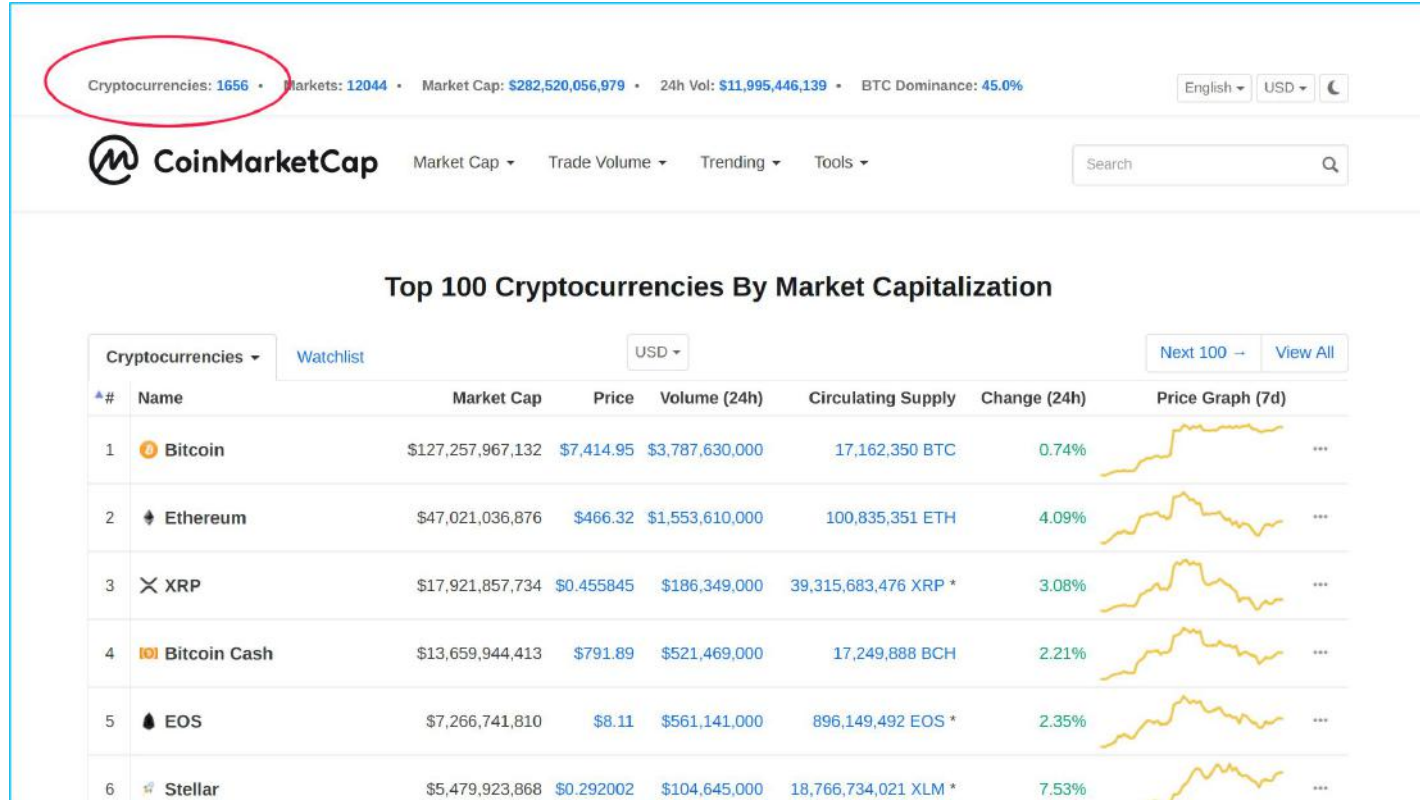 Cryptocurrencies: 1656 • Markets: 12044 • Market Cap: $282,520,056,979 • 24h Vol: $11,995,446,139 • BTC Dominance: 45.0% English USD
CoinMarketCap Market Cap Trade Volume Trending Tools Search
Top 100 Cryptocurrencies By Market Capitalization
Cryptocurrencies Watchlist USD Next 100 → View All
# Name Market Cap Price Volume (24h) Circulating Supply Change (24h) Price Graph (7d)
1 Bitcoin $127,257,967,132 $7,414.95 $3,787,630,000 17,162,350 BTC 0.74%
2 Ethereum $47,021,036,876 $466.32 $1,553,610,000 100,835,351 ETH 4.09%
3 XRP $17,921,857,734 $0.455845 $186,349,000 39,315,683,476 XRP * 3.08%
4 Bitcoin Cash $13,659,944,413 $791.89 $521,469,000 17,249,888 BCH 2.21%
5 EOS $7,266,741,810 $8.11 $561,141,000 896,149,492 EOS * 2.35%
6 Stellar $5,479,923,868 $0.292002 $104,645,000 18,766,734,021 XLM * 7.53%